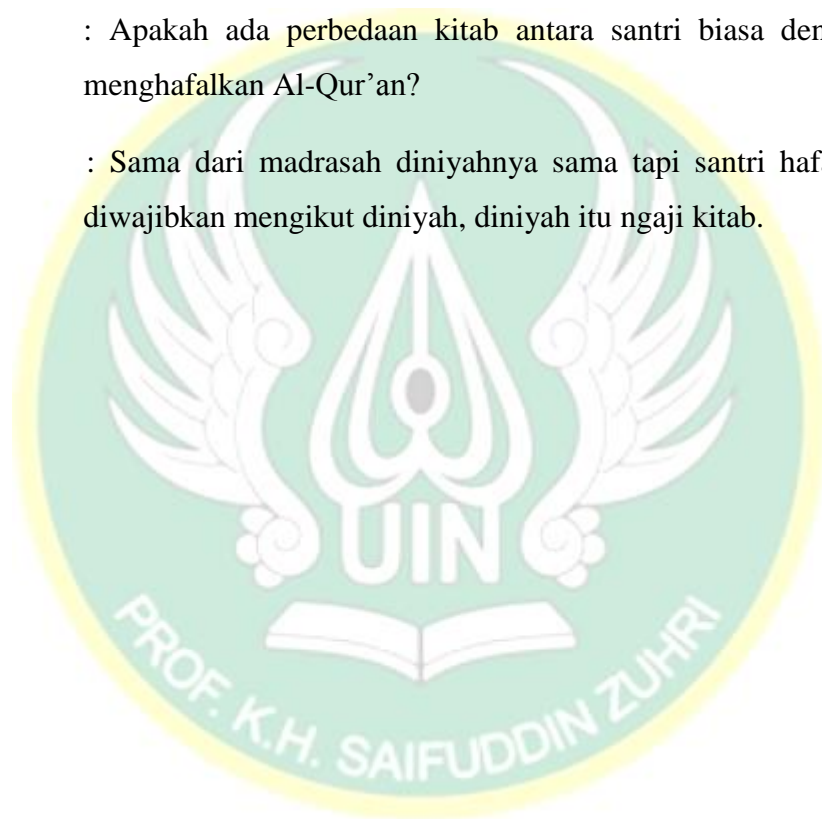 : Apakah ada perbedaan kitab antara santri biasa
menghafalkan Al-Qur’an?
: Sama dari madrasah diniyahnya sama tapi santri
diwajibkan mengikut diniyah, diniyah itu ngaji kitab.
UIN
PROF. K.H. SAIFUDDIN ZUHRI